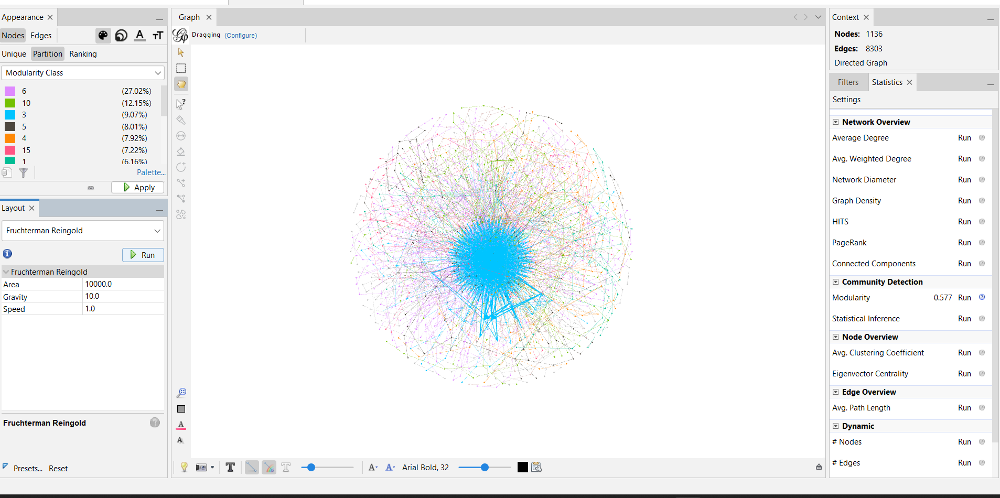 Appearance
Nodes Edges
Unique Partition Ranking
Modularity Class
6 (27.02%)
10 (12.15%)
3 (9.07%)
5 (8.01%)
4 (7.92%)
15 (7.22%)
1 (6.16%)
Palette...
Apply
Layout
Fruchterman Reingold
Run
Fruchterman Reingold
Area 10000.0
Gravity 10.0
Speed 1.0
Fruchterman Reingold
Presets... Reset
Graph
Dragging (Configure)
Arial Bold, 32
Context
Nodes: 1136
Edges: 8303
Directed Graph
Filters Statistics
Settings
Network Overview
Average Degree Run
Avg. Weighted Degree Run
Network Diameter Run
Graph Density Run
HITS Run
PageRank Run
Connected Components Run
Community Detection
Modularity 0.577 Run
Statistical Inference Run
Node Overview
Avg. Clustering Coefficient Run
Eigenvector Centrality Run
Edge Overview
Avg. Path Length Run
Dynamic
# Nodes Run
# Edges Run